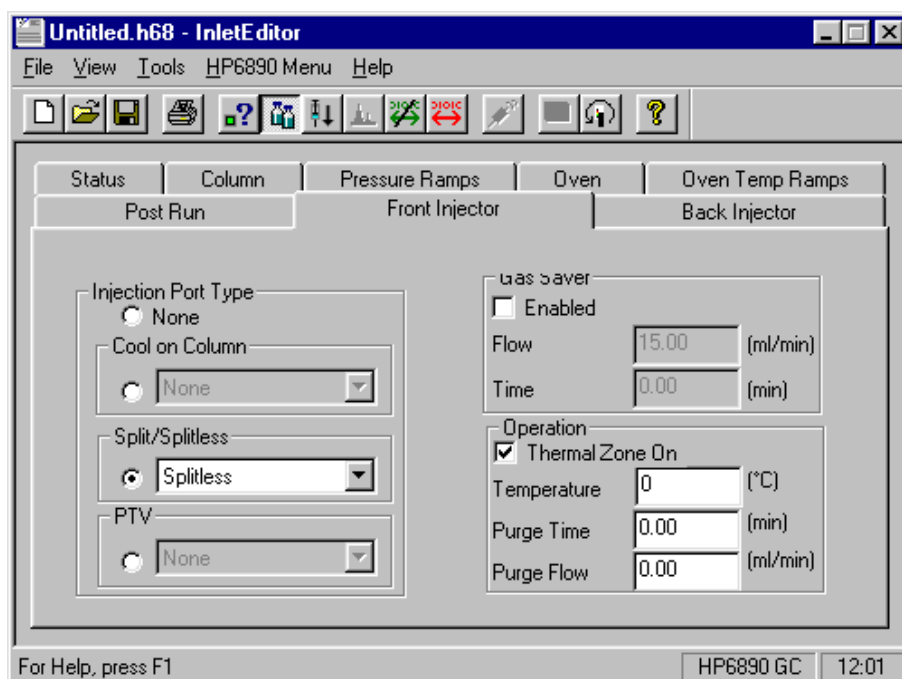 Untitled.h68 - InletEditor
File View Tools HP6890 Menu Help
Status Column Pressure Ramps Oven Oven Temp Ramps
Post Run Front Injector Back Injector
Injection Port Type
None
Cool on Column
None
Split/Splitless
Splitless
PTV
None
Gas Saver
Enabled
Flow 15.00 (ml/min)
Time 0.00 (min)
Operation
Thermal Zone On
Temperature 0 (°C)
Purge Time 0.00 (min)
Purge Flow 0.00 (ml/min)
For Help, press F1 HP6890 GC 12:01